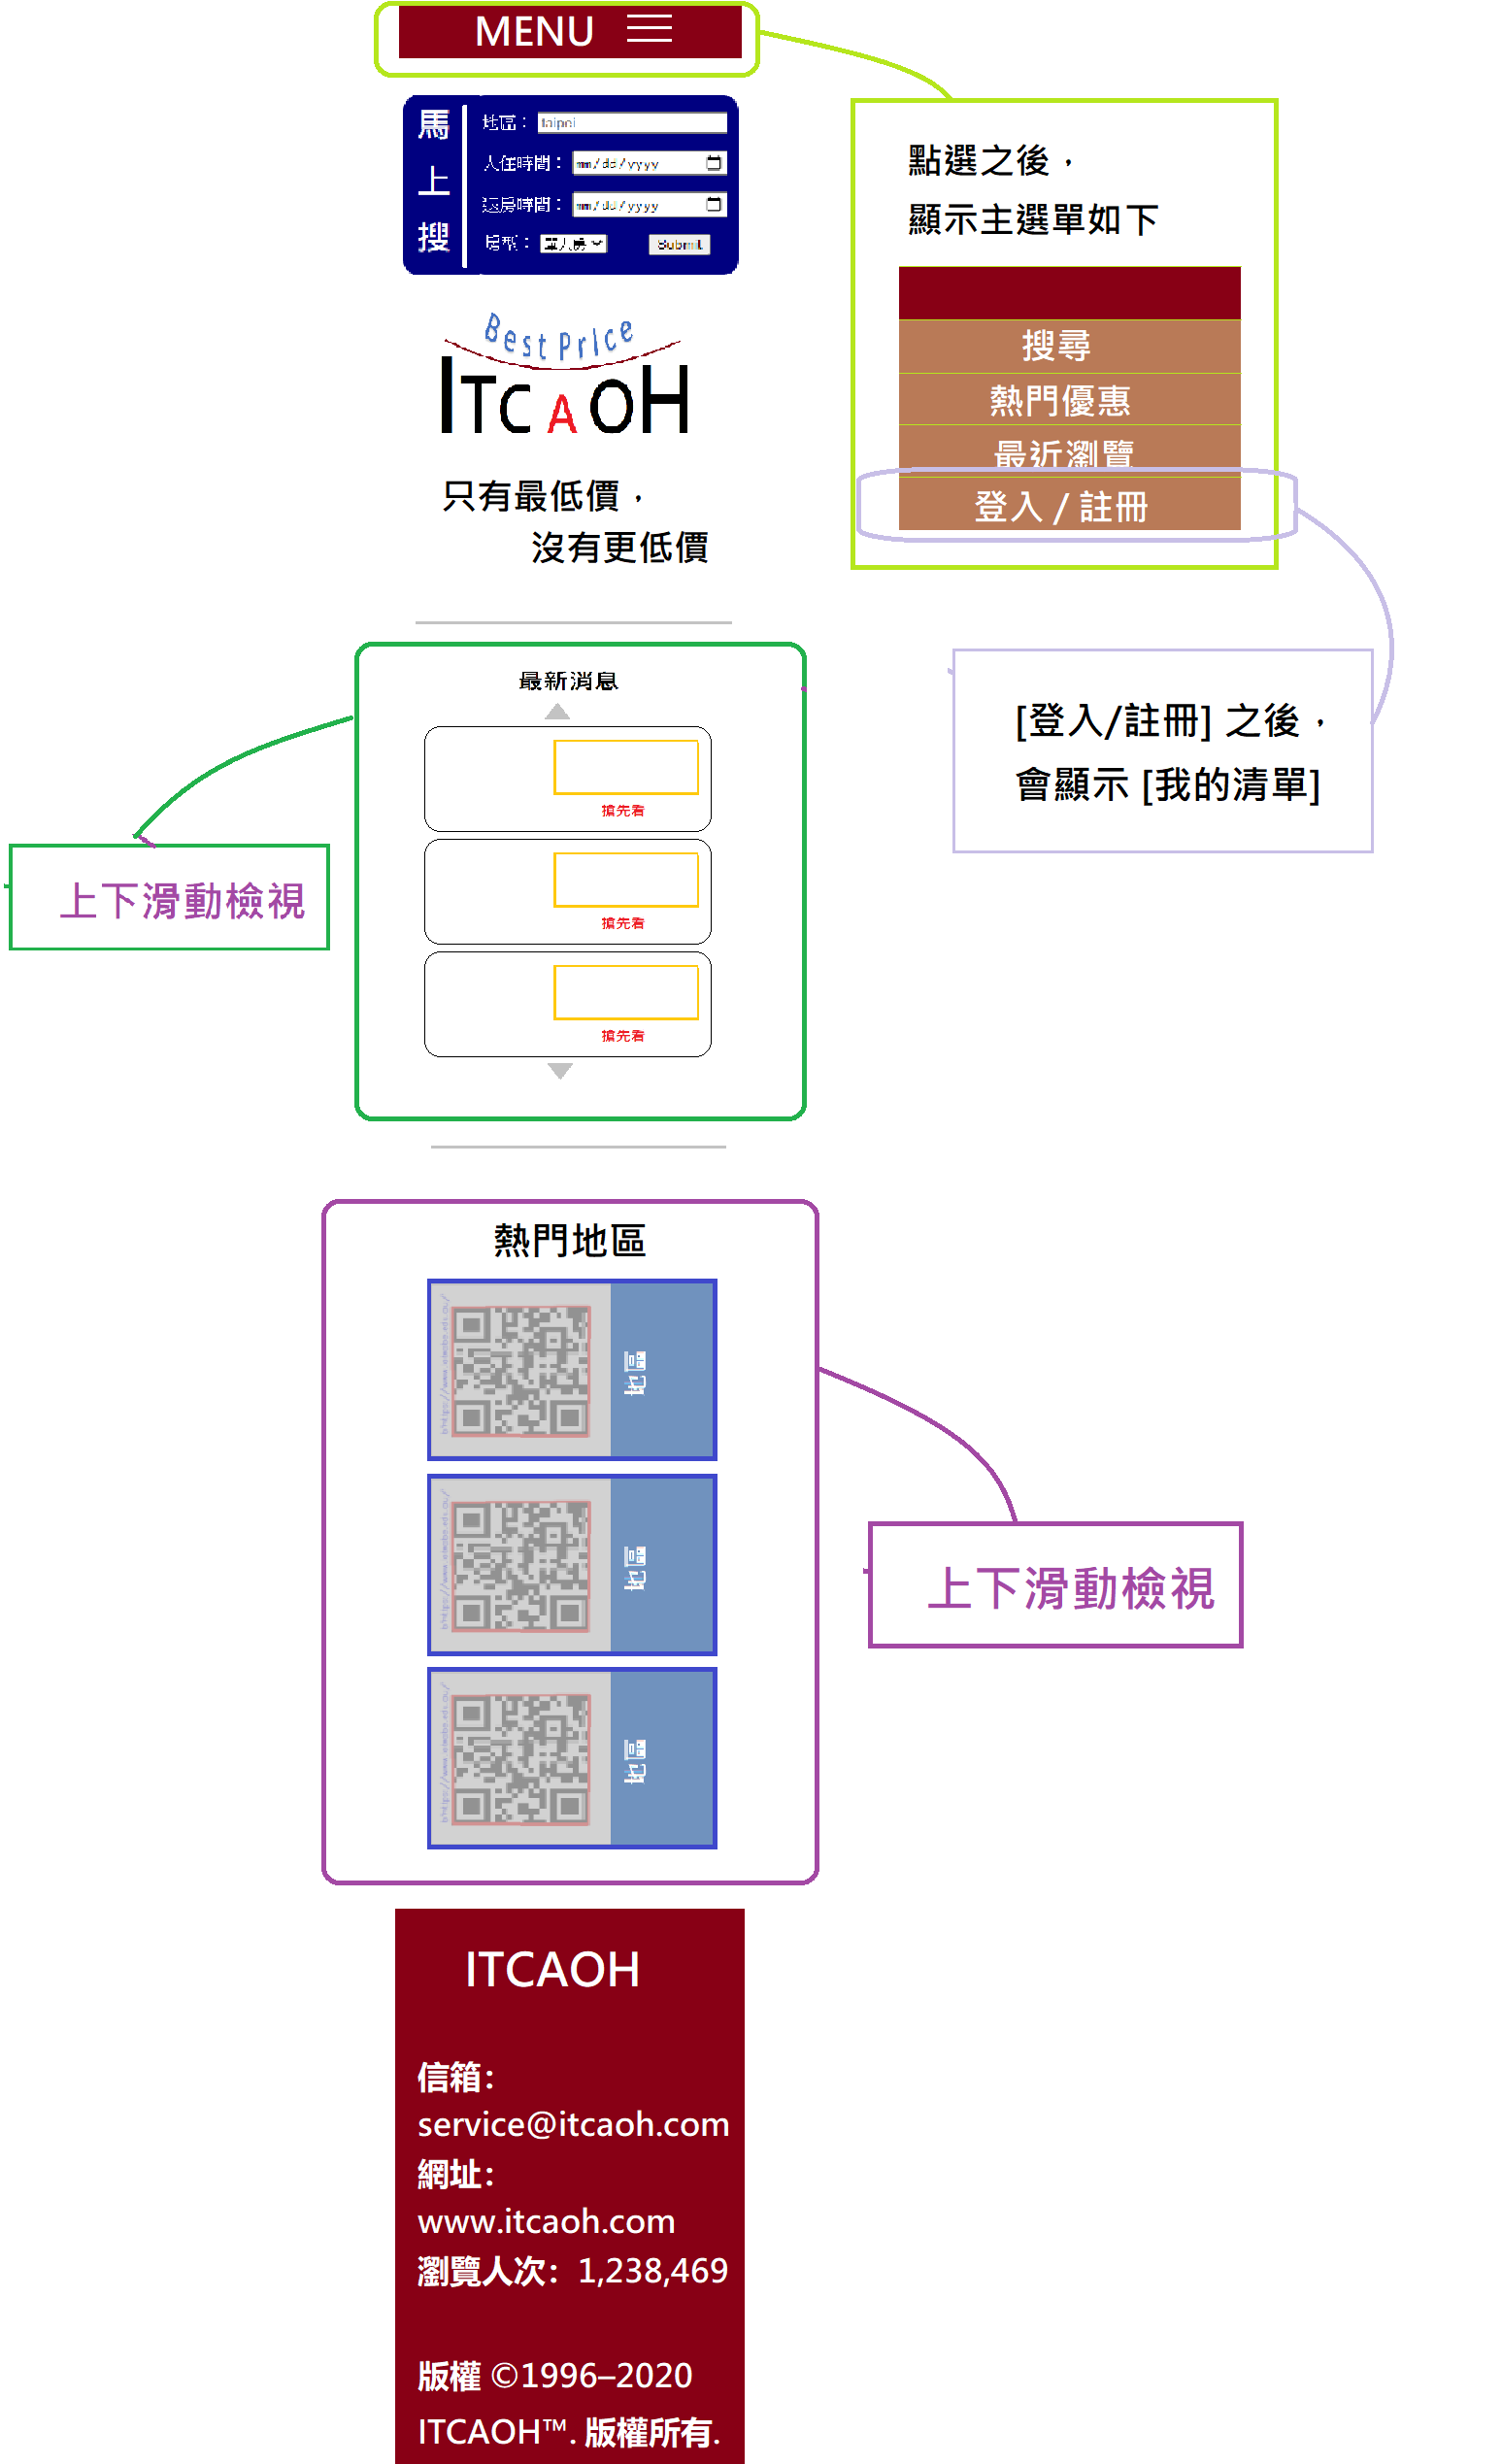 MENU
馬
上
搜
地區：
taipei
入住時間：
mm/dd/yyyy
退房時間：
mm/dd/yyyy
房型：
單人房
Submit
Best Price
ITCAOH
只有最低價，
沒有更低價
點選之後，
顯示主選單如下
搜尋
熱門優惠
最近瀏覽
登入 / 註冊
[登入/註冊] 之後，
會顯示 [我的清單]
最新消息
搶先看
搶先看
搶先看
上下滑動檢視
熱門地區
地區
地區
地區
上下滑動檢視
ITCAOH
信箱：
service@itcaoh.com
網址：
www.itcaoh.com
瀏覽人次：1,238,469
版權 ©1996–2020
ITCAOH™. 版權所有.